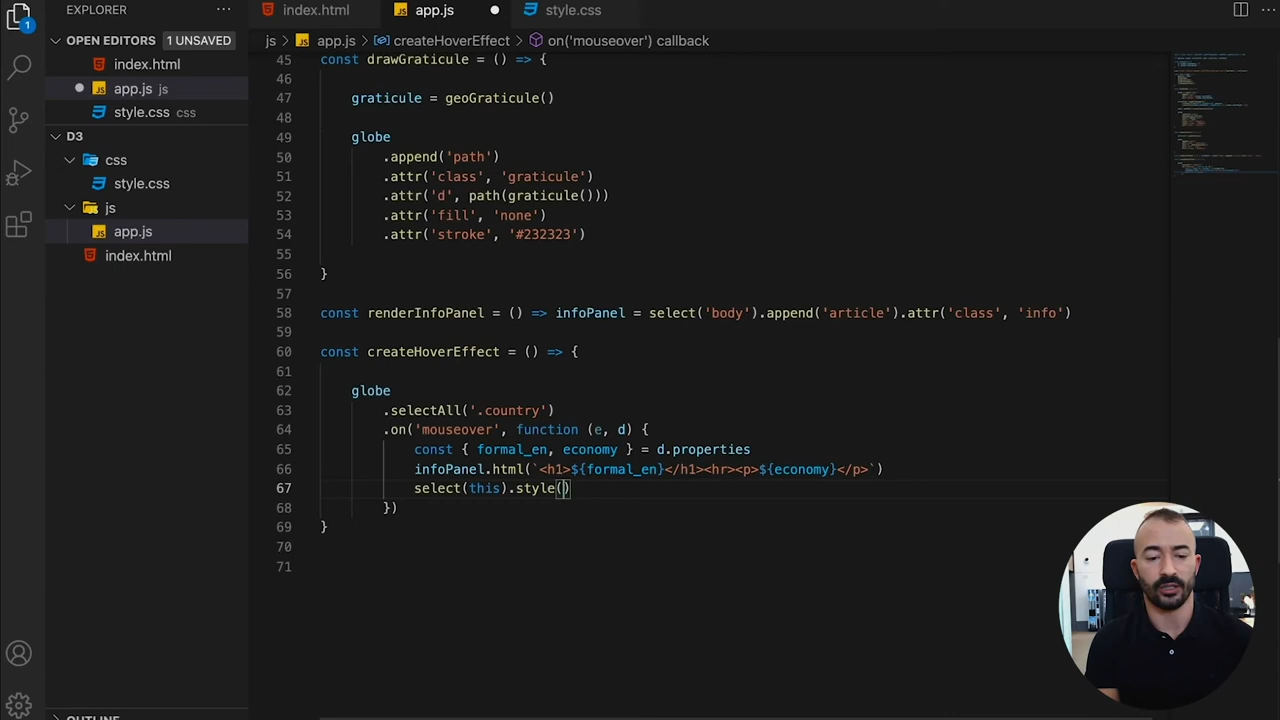 EXPLORER
index.html
app.js
style.css
OPEN EDITORS 1 UNSAVED
js > app.js > createHoverEffect > on('mouseover') callback
index.html
app.js js
style.css css
D3
css
style.css
js
app.js
index.html
1
45 const drawGraticule = () => {
46
47 graticule = geoGraticule()
48
49 globe
50 .append('path')
51 .attr('class', 'graticule')
52 .attr('d', path(graticule()))
53 .attr('fill', 'none')
54 .attr('stroke', '#232323')
55
56 }
57
58 const renderInfoPanel = () => infoPanel = select('body').append('article').attr('class', 'info')
59
60 const createHoverEffect = () => {
61
62 globe
63 .selectAll('.country')
64 .on('mouseover', function (e, d) {
65 const { formal_en, economy } = d.properties
66 infoPanel.html(`<h1>${formal_en}</h1><hr><p>${economy}</p>`)
67 select(this).style()
68 })
69 }
70
71
OUTLINE